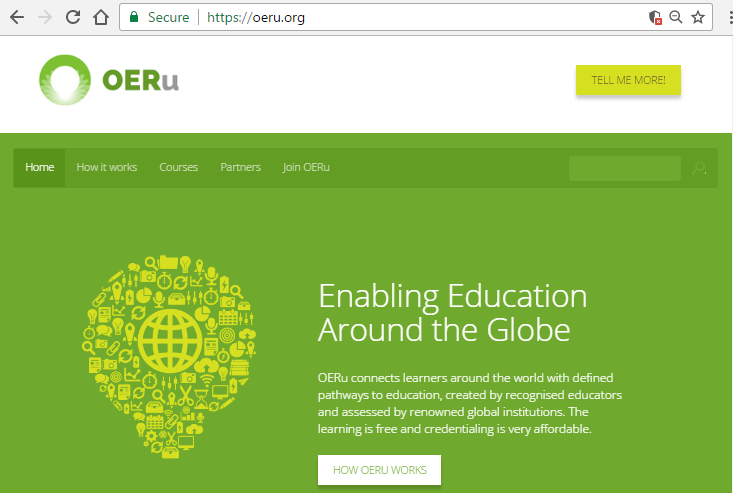 Secure
https://oeru.org
OERu
TELL ME MORE!
Home
How it works
Courses
Partners
Join OERu
Enabling Education
Around the Globe
OERu connects learners around the world with defined
pathways to education, created by recognised educators
and assessed by renowned global institutions. The
learning is free and credentialing is very affordable.
HOW OERU WORKS